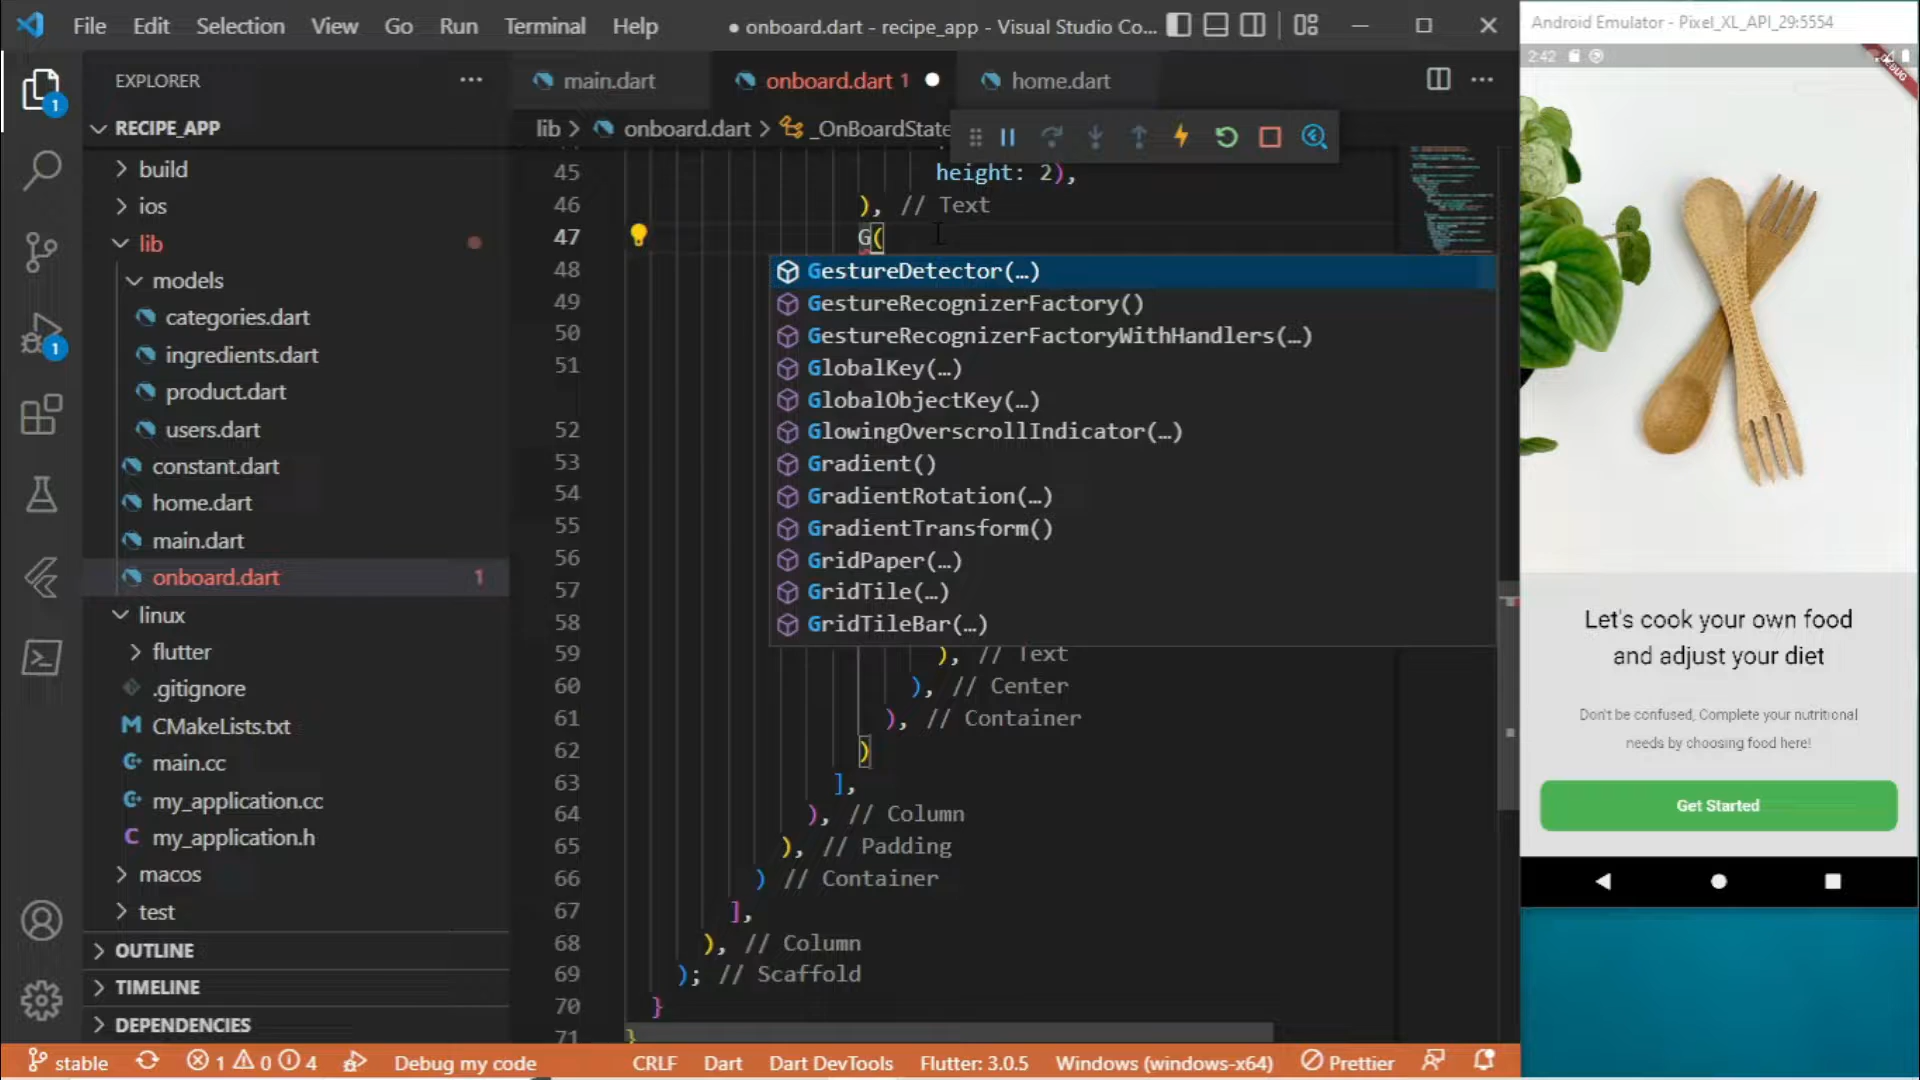 File Edit Selection View Go Run Terminal Help
● onboard.dart - recipe_app - Visual Studio Co...
Android Emulator - Pixel_XL_API_29:5554
EXPLORER
RECIPE_APP
build
ios
lib
models
categories.dart
ingredients.dart
product.dart
users.dart
constant.dart
home.dart
main.dart
onboard.dart 1
linux
flutter
.gitignore
M CMakeLists.txt
main.cc
my_application.cc
C my_application.h
macos
test
OUTLINE
TIMELINE
DEPENDENCIES
1
1
main.dart onboard.dart 1 home.dart
lib > onboard.dart > _OnBoardState
45 height: 2),
46 ), // Text
47 G(
48
49
50
51
52
53
54
55
56
57
58
GestureDetector(…)
GestureRecognizerFactory()
GestureRecognizerFactoryWithHandlers(…)
GlobalKey(…)
GlobalObjectKey(…)
GlowingOverscrollIndicator(…)
Gradient()
GradientRotation(…)
GradientTransform()
GridPaper(…)
GridTile(…)
GridTileBar(…)
59 ), // Text
60 ), // Center
61 ), // Container
62 )
63 ],
64 ), // Column
65 ), // Padding
66 ) // Container
67 ],
68 ), // Column
69 ); // Scaffold
70 }
71 }
2:42
DEBUG
Let's cook your own food
and adjust your diet
Don't be confused, Complete your nutritional
needs by choosing food here!
Get Started
stable 1 0 4 Debug my code CRLF Dart Dart DevTools Flutter: 3.0.5 Windows (windows-x64) Prettier